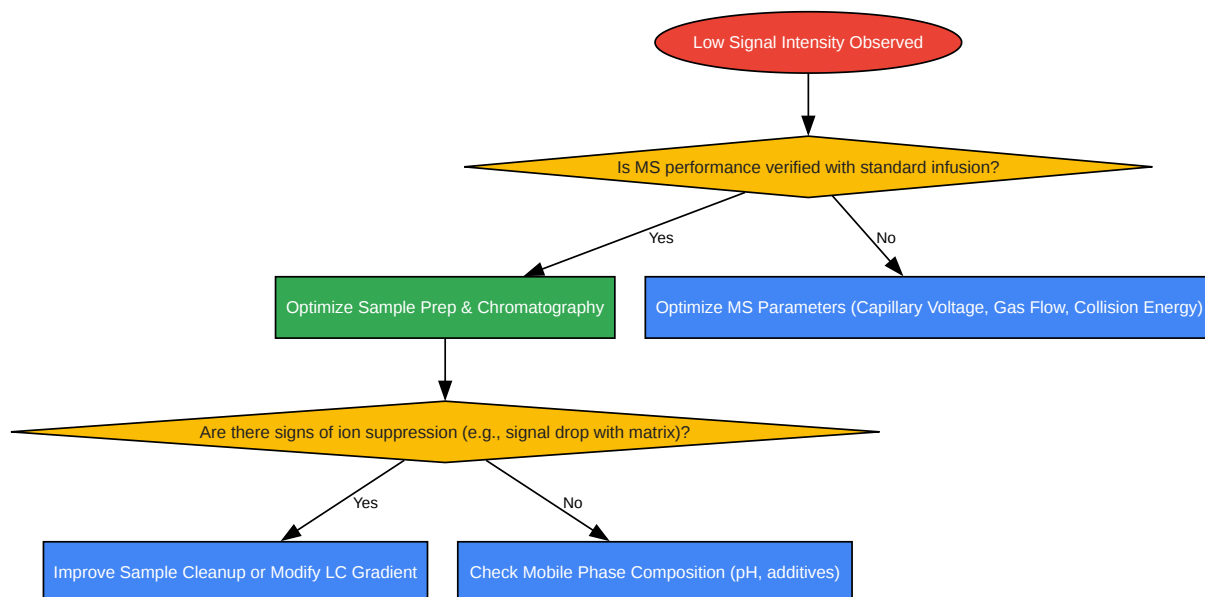 Low Signal Intensity Observed
Is MS performance verified with standard infusion?
Yes
No
Optimize Sample Prep & Chromatography
Optimize MS Parameters (Capillary Voltage, Gas Flow, Collision Energy)
Are there signs of ion suppression (e.g., signal drop with matrix)?
Yes
No
Improve Sample Cleanup or Modify LC Gradient
Check Mobile Phase Composition (pH, additives)